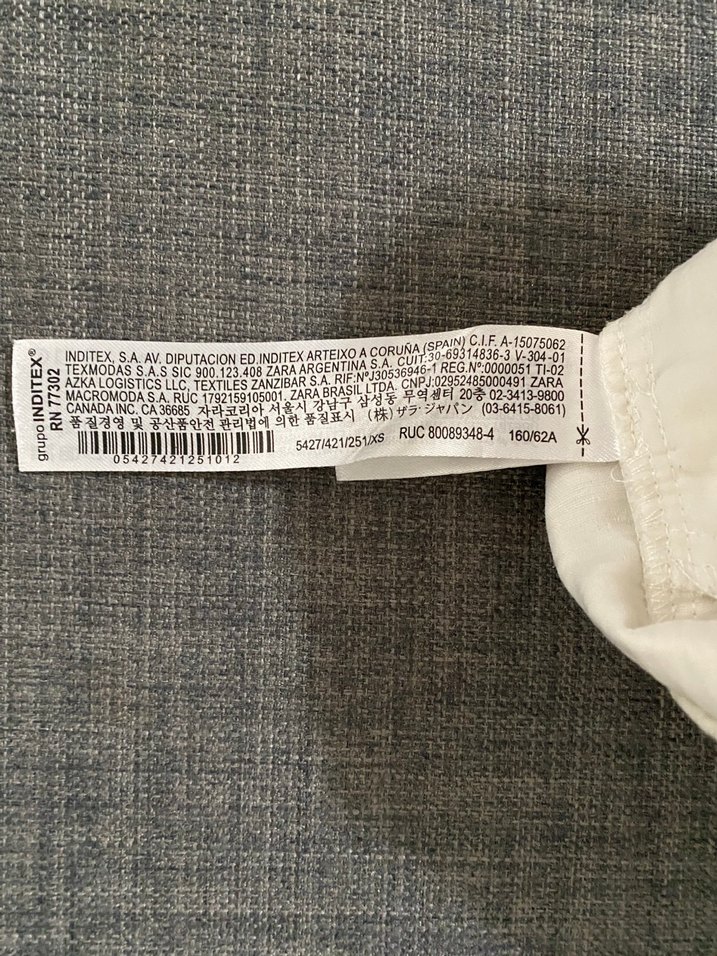 grupo INDITEX®
RN 77302
INDITEX, S.A. AV. DIPUTACION ED.INDITEX ARTEIXO A CORUÑA (SPAIN) C.I.F. A-15075062
TEXMODAS S.A.S SIC 900.123.408 ZARA ARGENTINA S.A. CUIT:30-69314836-3 V-304-01
AZKA LOGISTICS LLC, TEXTILES ZANZIBAR S.A. RIF:NºJ30536946-1 REG.Nº:0000051 TI-02
MACROMODA S.A. RUC 1792159105001. ZARA BRASIL LTDA. CNPJ:02952485000491 ZARA
CANADA INC. CA 36685 자라코리아 서울시 강남구 삼성동 무역센터 20층 02-3413-9800
품질경영 및 공산품안전 관리법에 의한 품질표시 (株) ザラ・ジャパン (03-6415-8061)
05427421251012
5427/421/251/XS RUC 80089348-4 160/62A